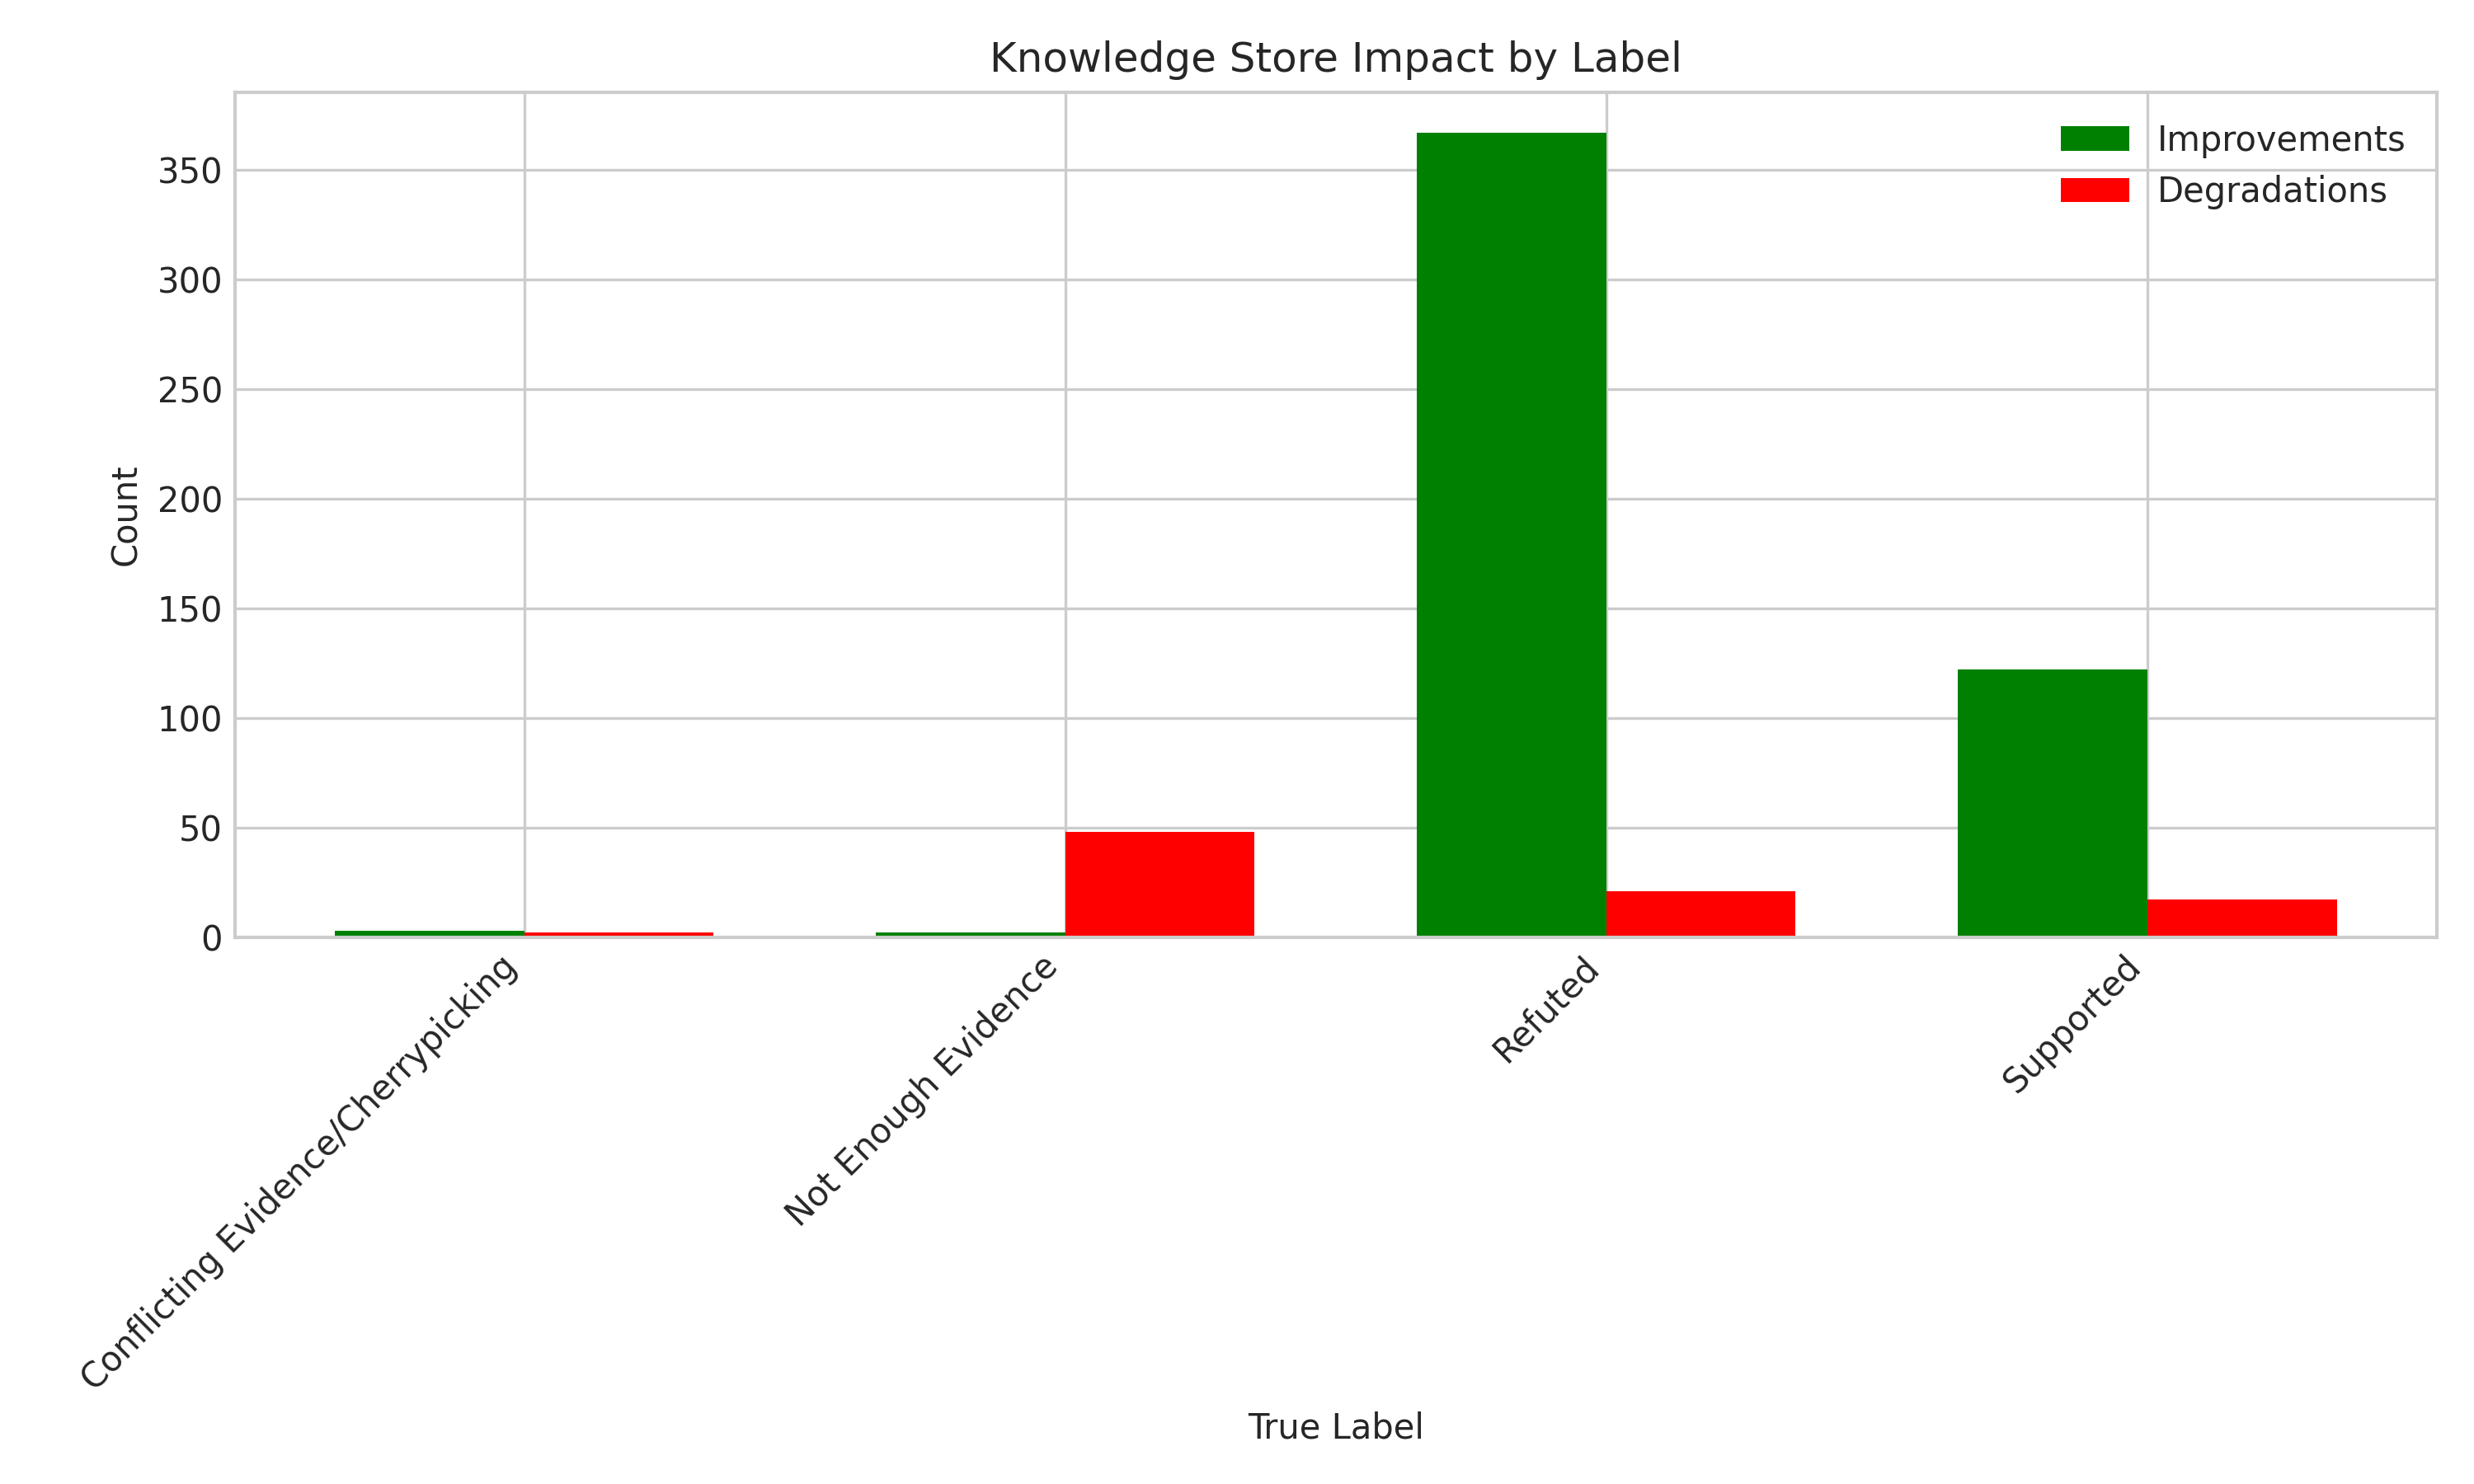 Knowledge Store Impact by Label
Improvements
Degradations
Count
350
300
250
200
150
100
50
0
Conflicting Evidence/Cherrypicking
Not Enough Evidence
Refuted
Supported
True Label